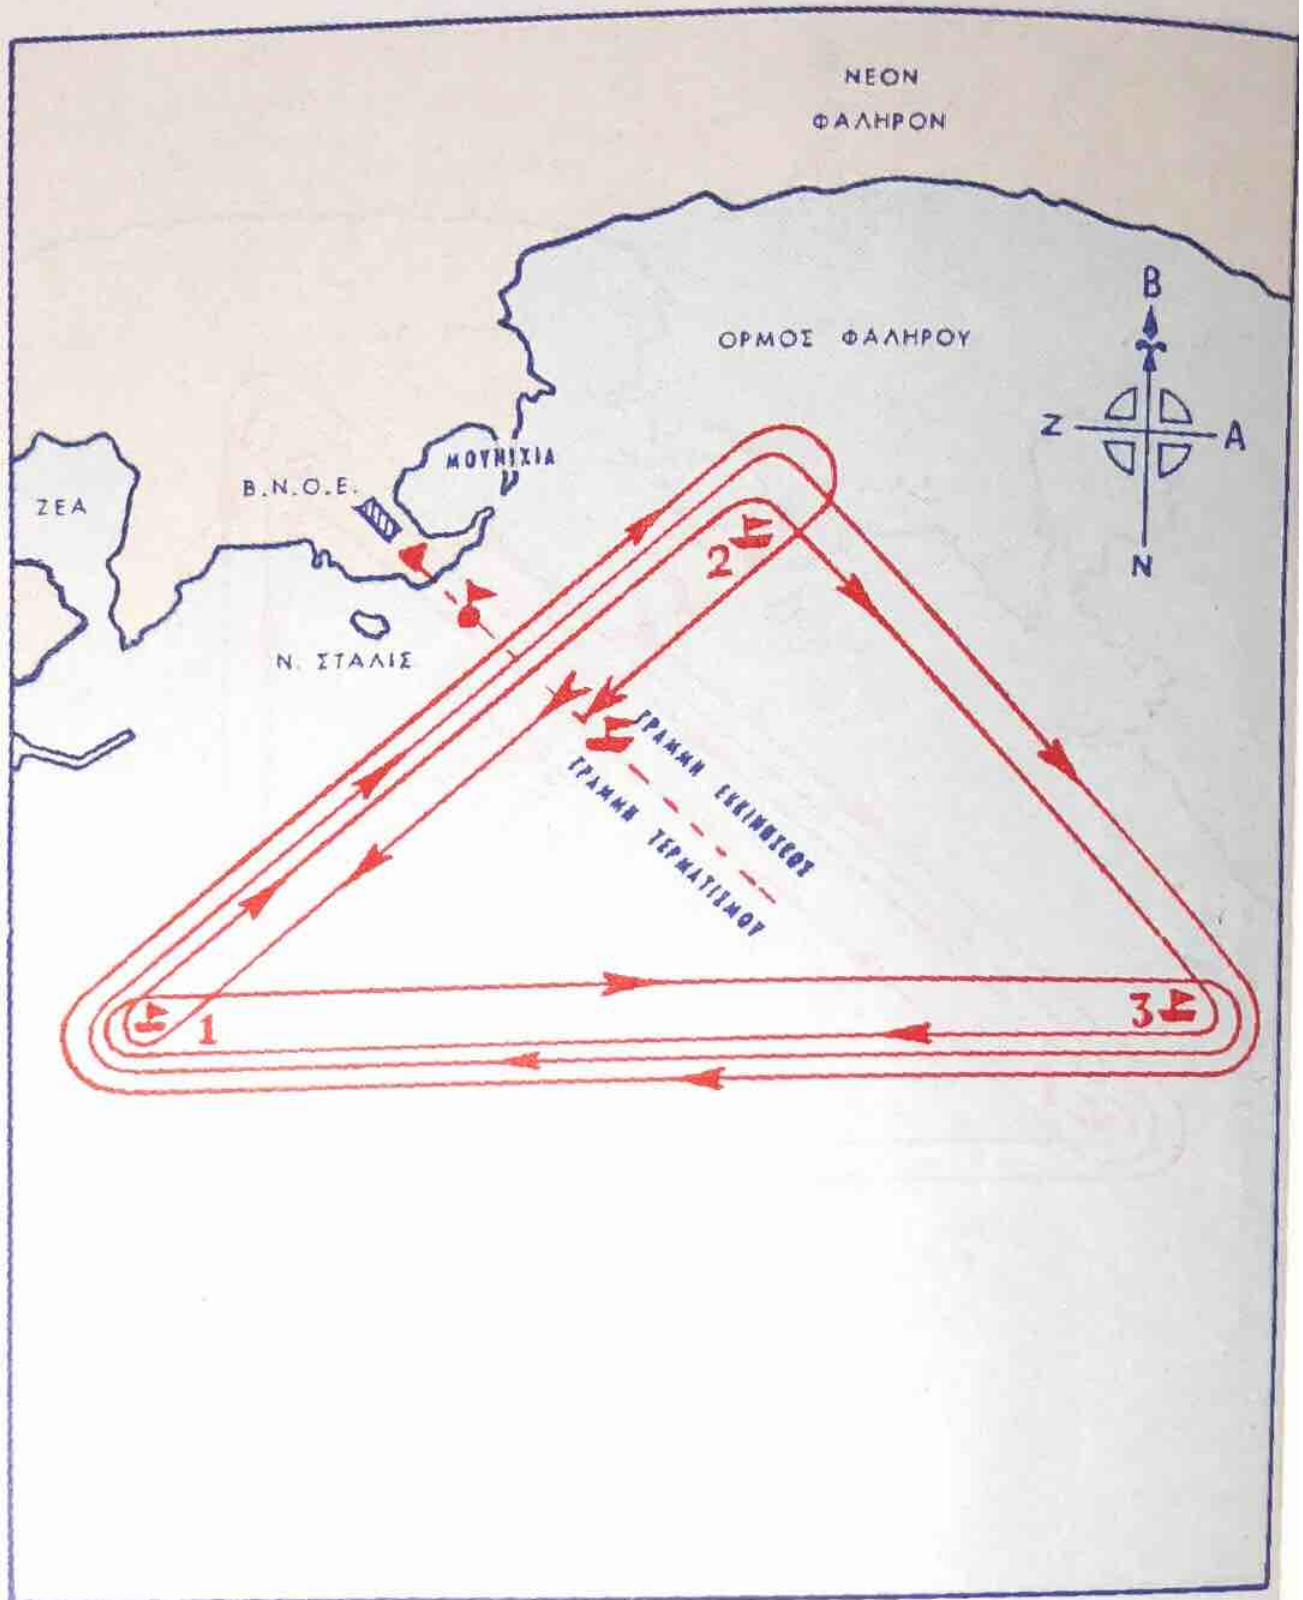 ΝΕΟΝ
ΦΑΛΗΡΟΝ
Β
ΟΡΜΟΣ ΦΑΛΗΡΟΥ
Ζ
Α
ΜΟΥΝΙΧΙΑ
Β.Ν.Ο.Ε.
ΖΕΑ
2
Ν
Ν. ΣΤΑΛΙΣ
ΓΡΑΜΜΗ ΕΚΚΙΝΗΣΕΩΣ
ΓΡΑΜΜΗ ΤΕΡΜΑΤΙΣΜΟΥ
1
3